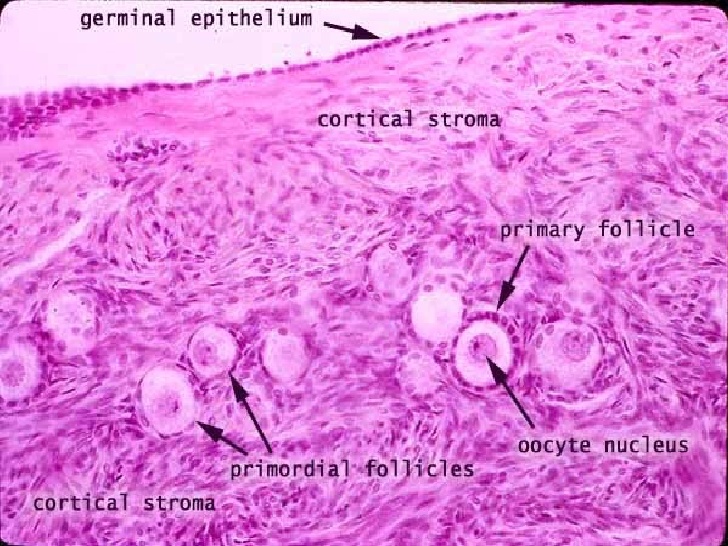 germinal epithelium
cortical stroma
primary follicle
oocyte nucleus
primordial follicles
cortical stroma